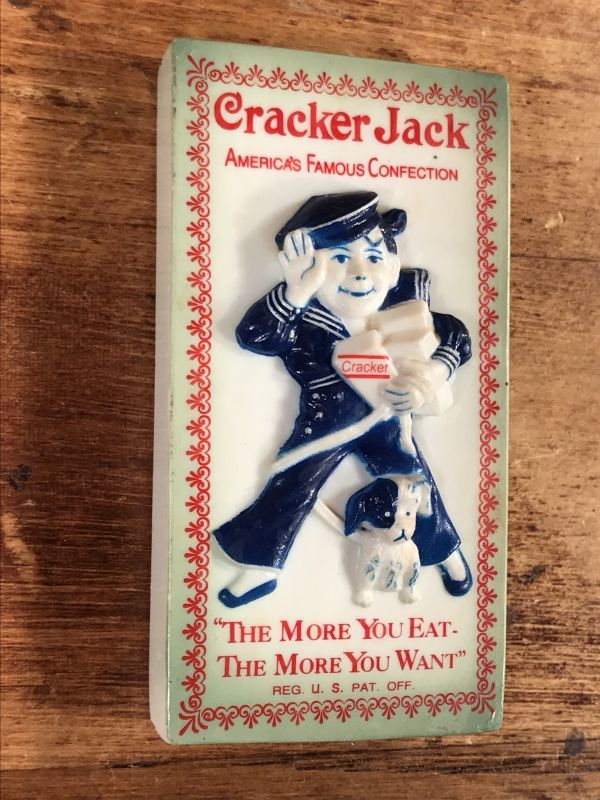 Cracker Jack
AMERICA'S FAMOUS CONFECTION
Cracker
"THE MORE YOU EAT-
THE MORE YOU WANT"
REG. U. S. PAT. OFF.